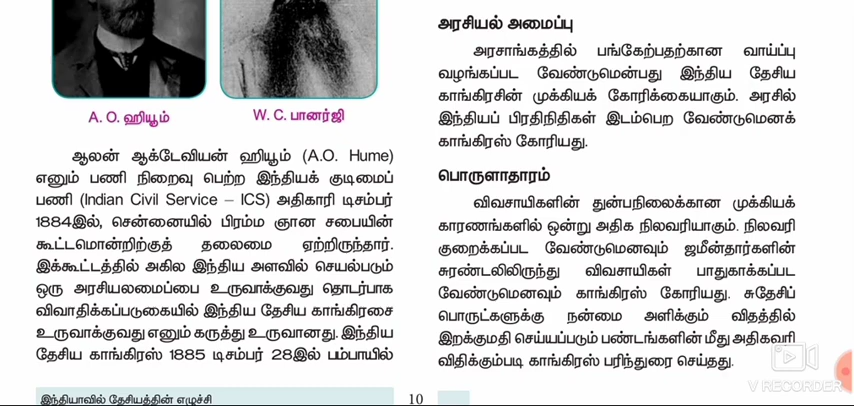 A. O. ஹியூம்
W. C. பானர்ஜி
ஆலன் ஆக்டேவியன் ஹியூம் (A.O. Hume)
எனும் பணி நிறைவு பெற்ற இந்தியக் குடிமைப்
பணி (Indian Civil Service – ICS) அதிகாரி டிசம்பர்
1884இல், சென்னையில் பிரம்ம ஞான சபையின்
கூட்டமொன்றிற்குத் தலைமை ஏற்றிருந்தார்.
இக்கூட்டத்தில் அகில இந்திய அளவில் செயல்படும்
ஒரு அரசியலமைப்பை உருவாக்குவது தொடர்பாக
விவாதிக்கப்படுகையில் இந்திய தேசிய காங்கிரசை
உருவாக்குவது எனும் கருத்து உருவானது. இந்திய
தேசிய காங்கிரஸ் 1885 டிசம்பர் 28இல் பம்பாயில்
அரசியல் அமைப்பு
அரசாங்கத்தில் பங்கேற்பதற்கான வாய்ப்பு
வழங்கப்பட வேண்டுமென்பது இந்திய தேசிய
காங்கிரசின் முக்கியக் கோரிக்கையாகும். அரசில்
இந்தியப் பிரதிநிதிகள் இடம்பெற வேண்டுமெனக்
காங்கிரஸ் கோரியது.
பொருளாதாரம்
விவசாயிகளின் துன்பநிலைக்கான முக்கியக்
காரணங்களில் ஒன்று அதிக நிலவரியாகும். நிலவரி
குறைக்கப்பட வேண்டுமெனவும் ஜமீன்தார்களின்
சுரண்டலிலிருந்து விவசாயிகள் பாதுகாக்கப்பட
வேண்டுமெனவும் காங்கிரஸ் கோரியது. சுதேசிப்
பொருட்களுக்கு நன்மை அளிக்கும் விதத்தில்
இறக்குமதி செய்யப்படும் பண்டங்களின் மீது அதிகவரி
விதிக்கும்படி காங்கிரஸ் பரிந்துரை செய்தது.
இந்தியாவில் தேசியத்தின் எழுச்சி
10
V RECORDER